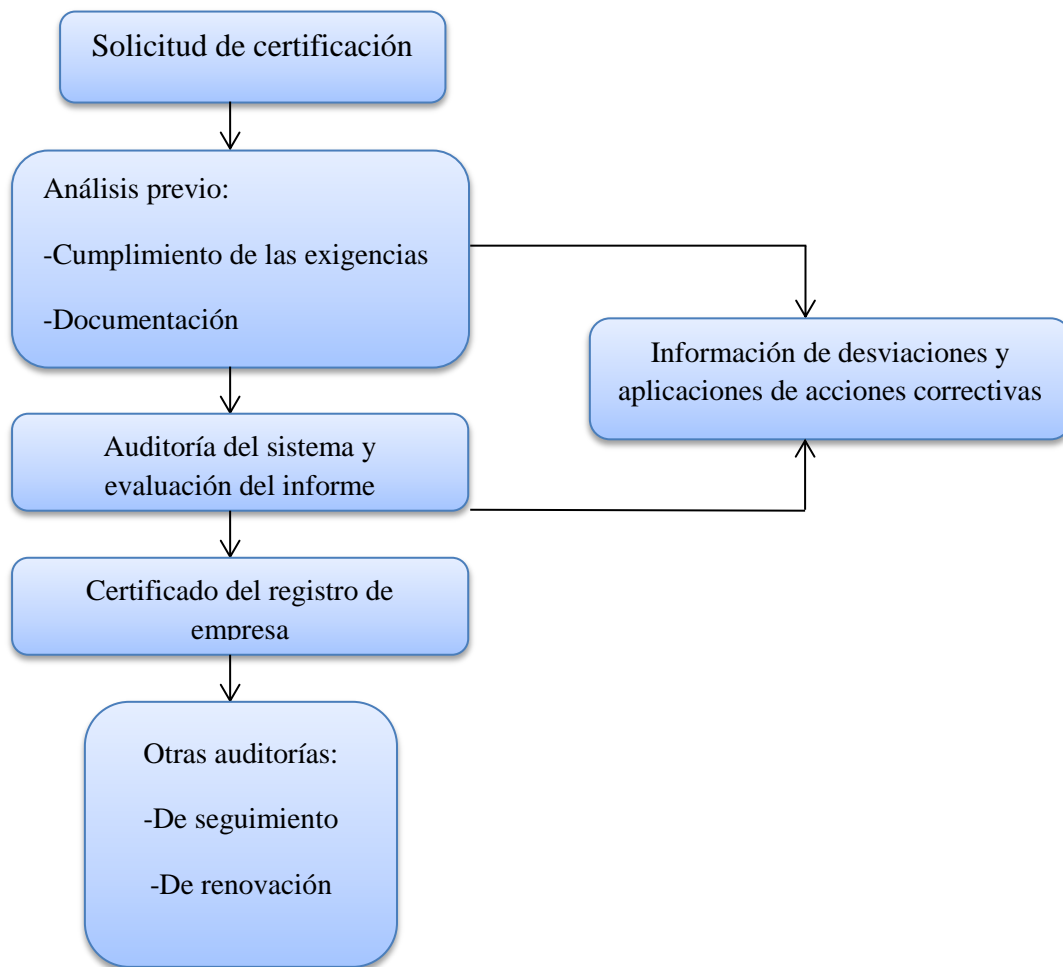 Solicitud de certificación
Análisis previo:
-Cumplimiento de las exigencias
-Documentación
Información de desviaciones y
aplicaciones de acciones correctivas
Auditoría del sistema y
evaluación del informe
Certificado del registro de
empresa
Otras auditorías:
-De seguimiento
-De renovación